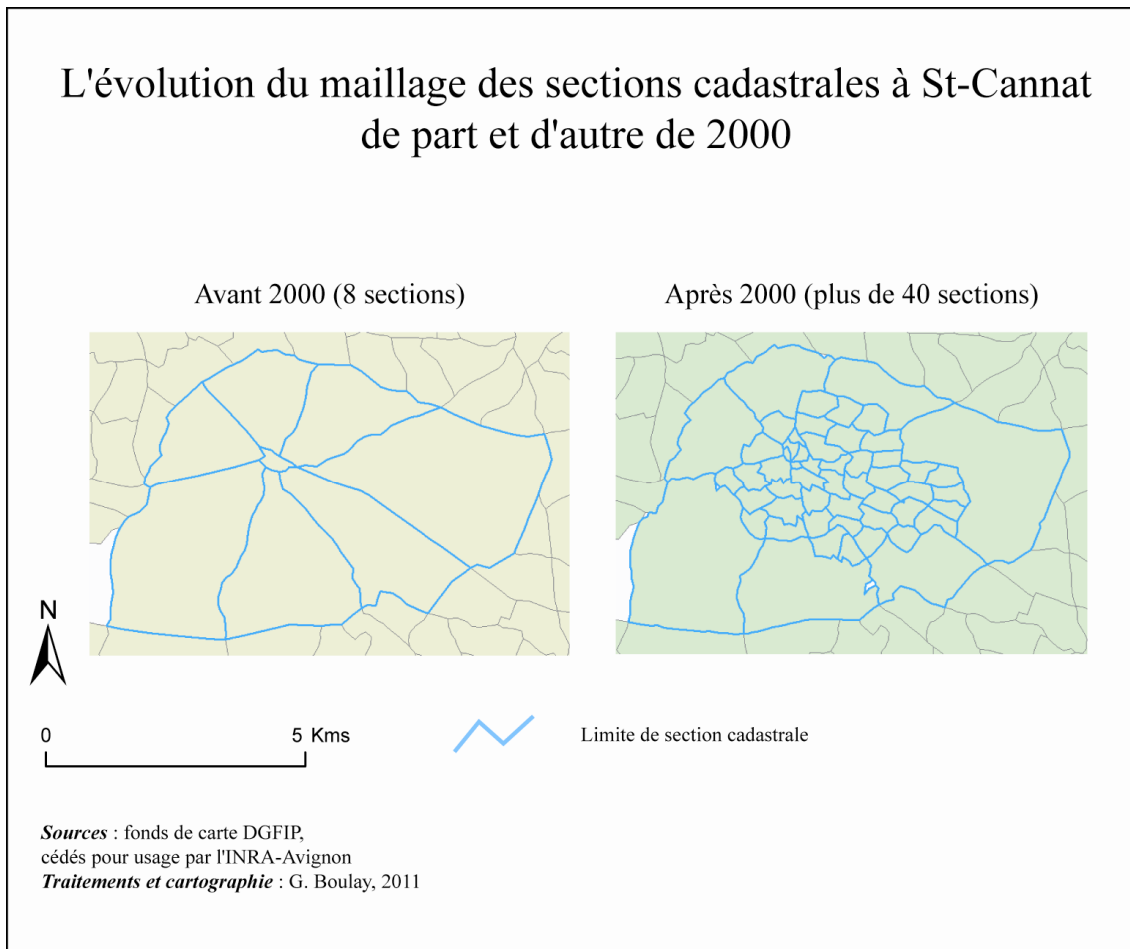 L'évolution du maillage des sections cadastrales à St-Cannat
de part et d'autre de 2000
Avant 2000 (8 sections)
Après 2000 (plus de 40 sections)
N
0 5 Kms
Limite de section cadastrale
Sources : fonds de carte DGFIP,
cédés pour usage par l'INRA-Avignon
Traitements et cartographie : G. Boulay, 2011